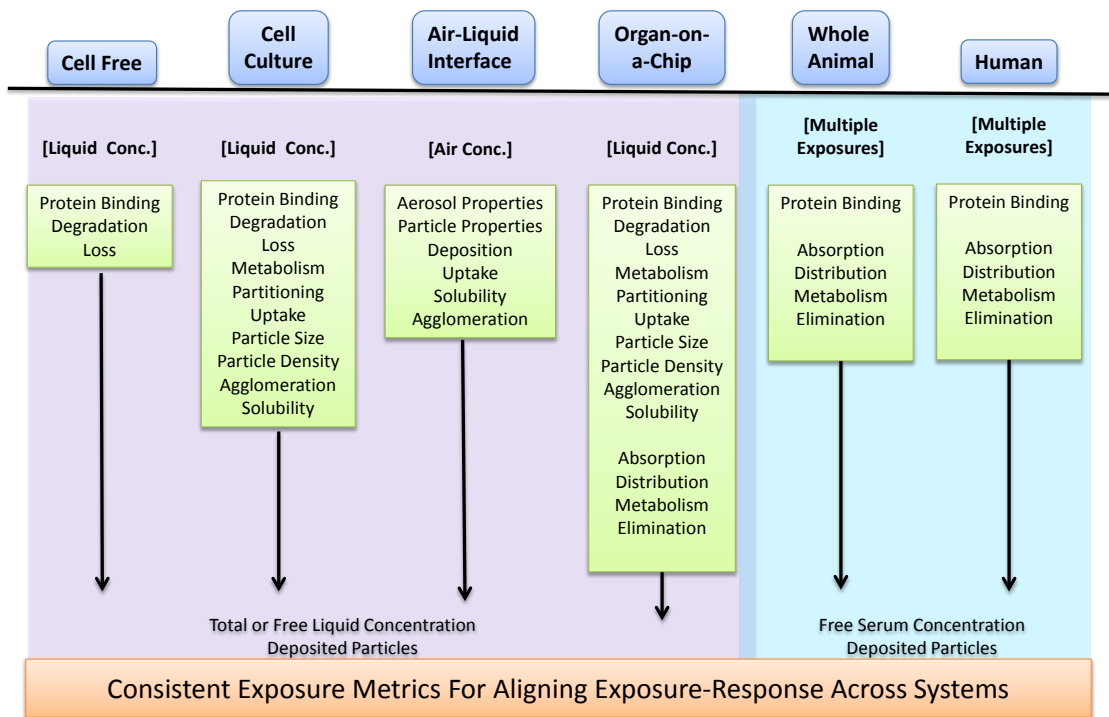 Cell Free
Cell
Culture
Air-Liquid
Interface
Organ-on-
a-Chip
Whole
Animal
Human
[Liquid Conc.]
Protein Binding
Degradation
Loss
[Liquid Conc.]
Protein Binding
Degradation
Loss
Metabolism
Partitioning
Uptake
Particle Size
Particle Density
Agglomeration
Solubility
[Air Conc.]
Aerosol Properties
Particle Properties
Deposition
Uptake
Solubility
Agglomeration
[Liquid Conc.]
Protein Binding
Degradation
Loss
Metabolism
Partitioning
Uptake
Particle Size
Particle Density
Agglomeration
Solubility
Absorption
Distribution
Metabolism
Elimination
[Multiple
Exposures]
Protein Binding
Absorption
Distribution
Metabolism
Elimination
[Multiple
Exposures]
Protein Binding
Absorption
Distribution
Metabolism
Elimination
Total or Free Liquid Concentration
Deposited Particles
Free Serum Concentration
Deposited Particles
Consistent Exposure Metrics For Aligning Exposure-Response Across Systems